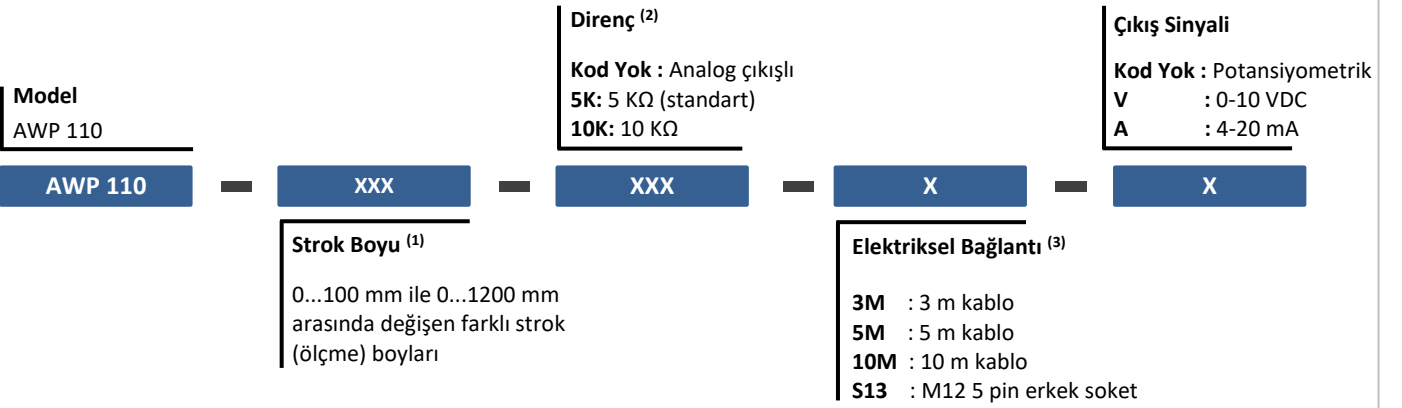 Model
AWP 110
Direnç (2)
Kod Yok : Analog çıkışlı
5K: 5 KΩ (standart)
10K: 10 KΩ
Çıkış Sinyali
Kod Yok : Potansiyometrik
V : 0-10 VDC
A : 4-20 mA
AWP 110 – XXX – XXX – X – X
Strok Boyu (1)
0...100 mm ile 0...1200 mm
arasında değişen farklı strok
(ölçme) boyları
Elektriksel Bağlantı (3)
3M : 3 m kablo
5M : 5 m kablo
10M : 10 m kablo
S13 : M12 5 pin erkek soket